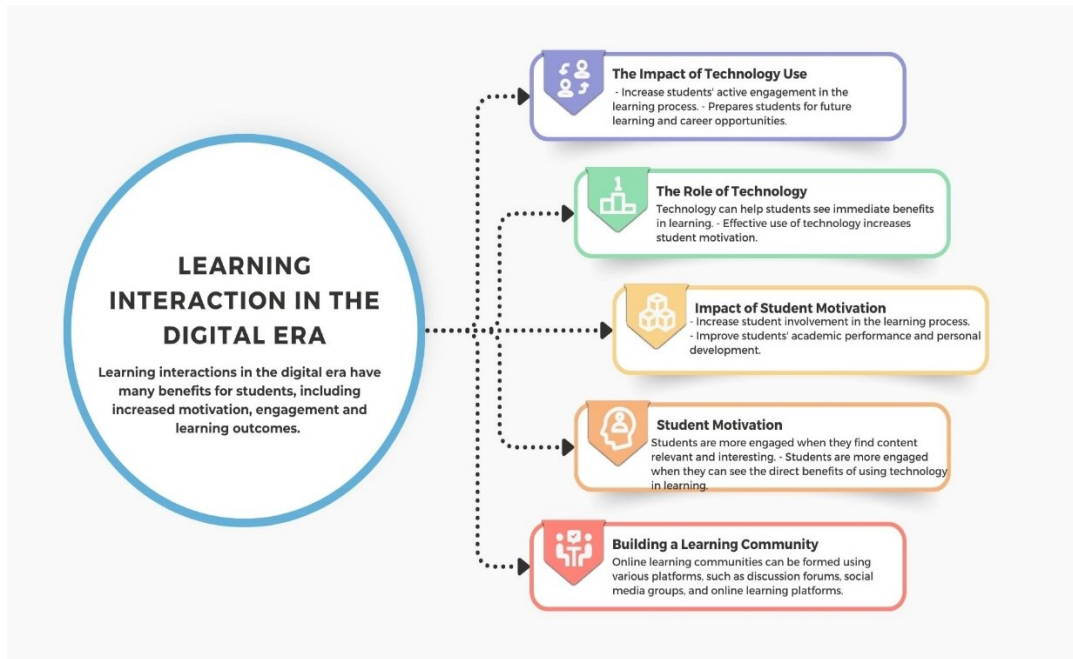 LEARNING
INTERACTION IN THE
DIGITAL ERA
Learning interactions in the digital era have
many benefits for students, including
increased motivation, engagement and
learning outcomes.
The Impact of Technology Use
- Increase students' active engagement in the
learning process. - Prepares students for future
learning and career opportunities.
1
The Role of Technology
Technology can help students see immediate benefits
in learning. - Effective use of technology increases
student motivation.
Impact of Student Motivation
- Increase student involvement in the learning process.
- Improve students' academic performance and personal
development.
Student Motivation
Students are more engaged when they find content
relevant and interesting. - Students are more engaged
when they can see the direct benefits of using technology
in learning.
Building a Learning Community
Online learning communities can be formed using
various platforms, such as discussion forums, social
media groups, and online learning platforms.